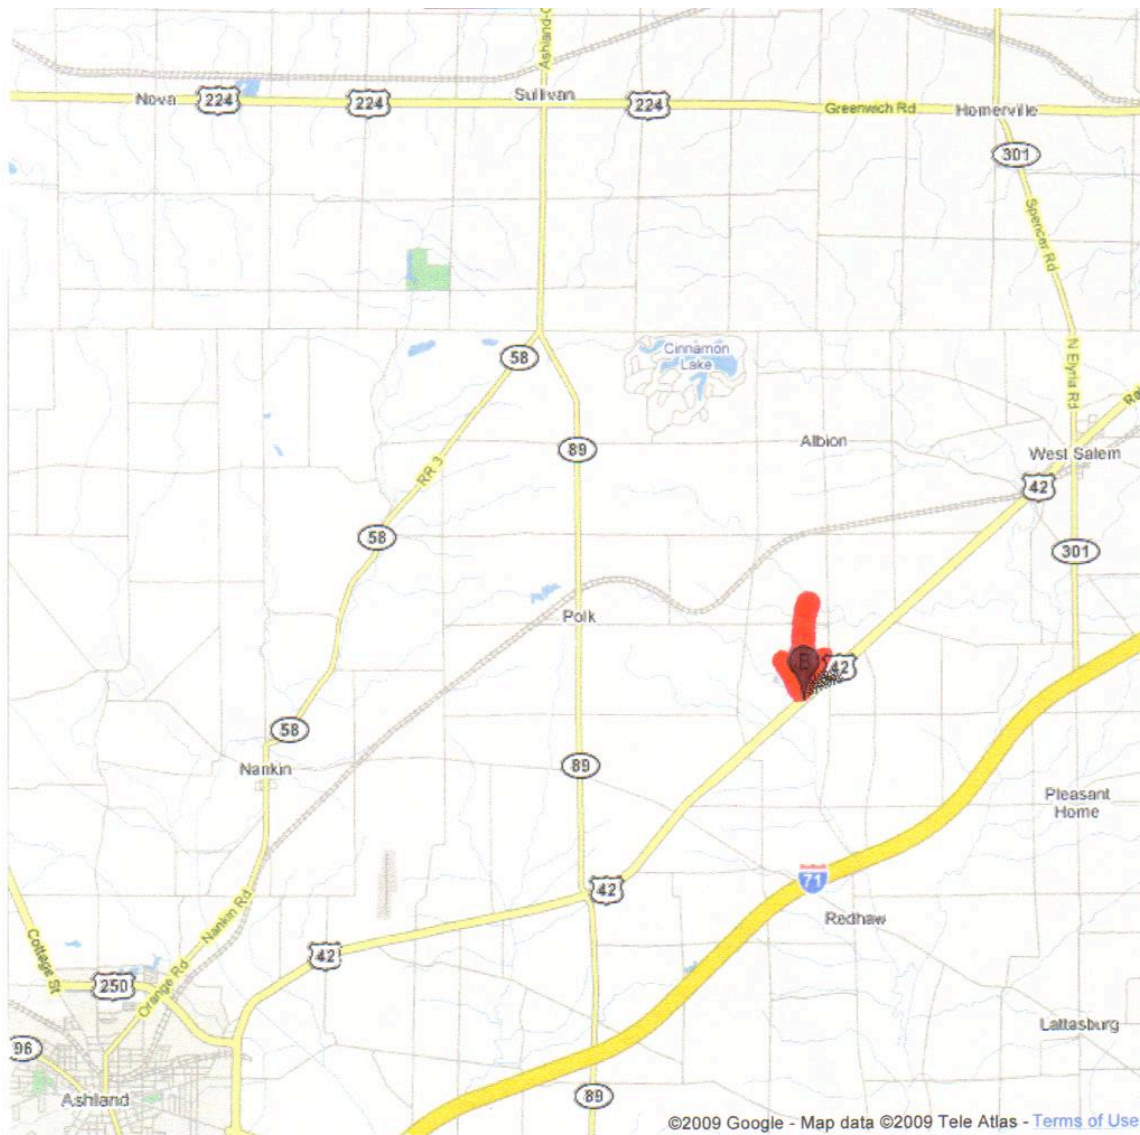 Ashland-O
Nova
224
224
Sullivan
224
Greenwich Rd
Homerville
301
Spencer Rd
58
Cinnamon
Lake
N Elyria Rd
89
Albion
West Salem
RR 3
42
58
301
Polk
B
42
58
Nankin
89
Pleasant
Home
71
42
Redhaw
Nankin Rd
Cottage St
42
250
Orange Rd
Lattasburg
96
Ashland
89
©2009 Google - Map data ©2009 Tele Atlas - Terms of Use